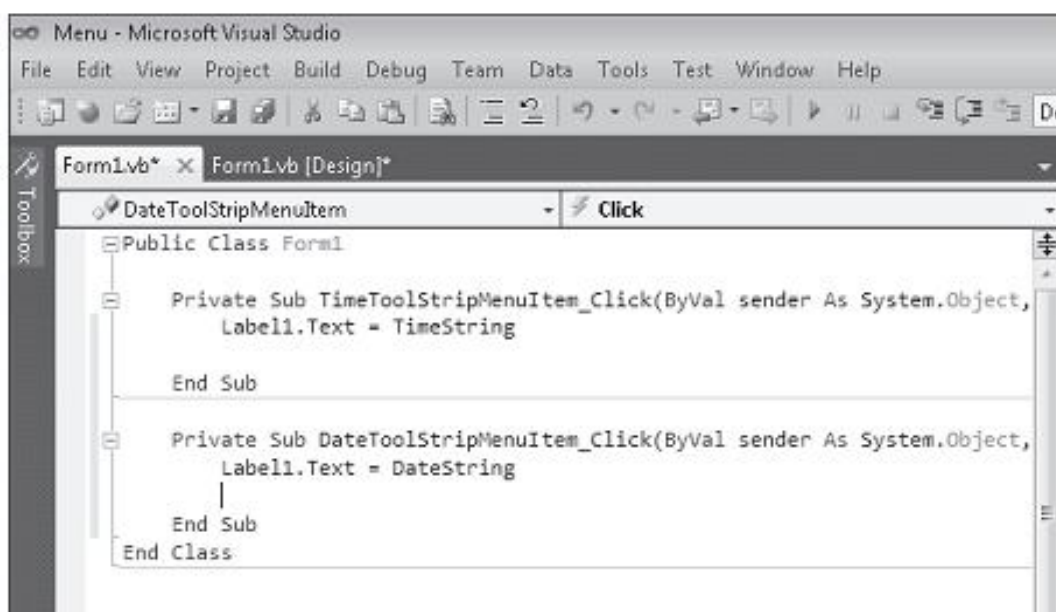 Menu - Microsoft Visual Studio
File Edit View Project Build Debug Team Data Tools Test Window Help
Form1.vb* Form1.vb [Design]*
Toolbox
DateToolStripMenuItem Click
Public Class Form1
Private Sub TimeToolStripMenuItem_Click(ByVal sender As System.Object,
Label1.Text = TimeString
End Sub
Private Sub DateToolStripMenuItem_Click(ByVal sender As System.Object,
Label1.Text = DateString
End Sub
End Class